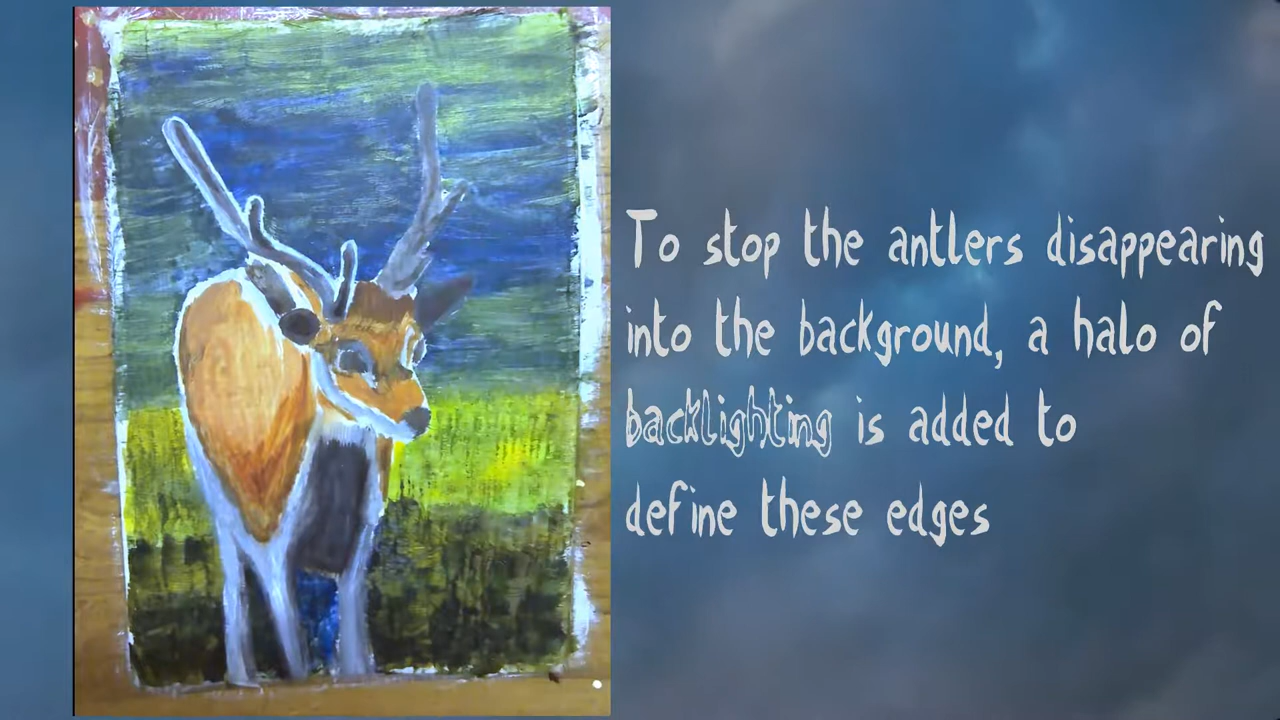 To stop the antlers disappearing
into the background, a halo of
backlighting is added to
define these edges